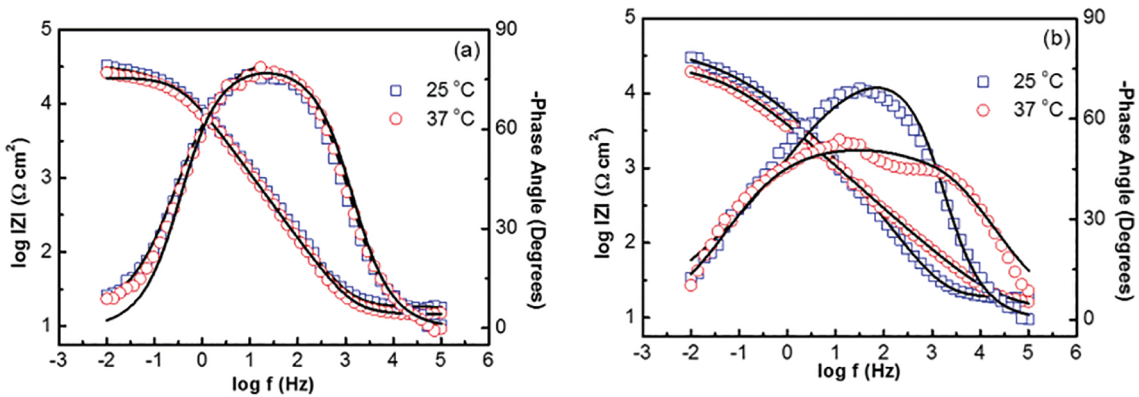 5
4
3
2
1
log |Z| (Ω cm²)
-3 -2 -1 0 1 2 3 4 5 6
log f (Hz)
90
60
30
0
-Phase Angle (Degrees)
(a)
25 °C
37 °C
5
4
3
2
1
log |Z| (Ω cm²)
-3 -2 -1 0 1 2 3 4 5 6
log f (Hz)
90
60
30
0
-Phase Angle (Degrees)
(b)
25 °C
37 °C